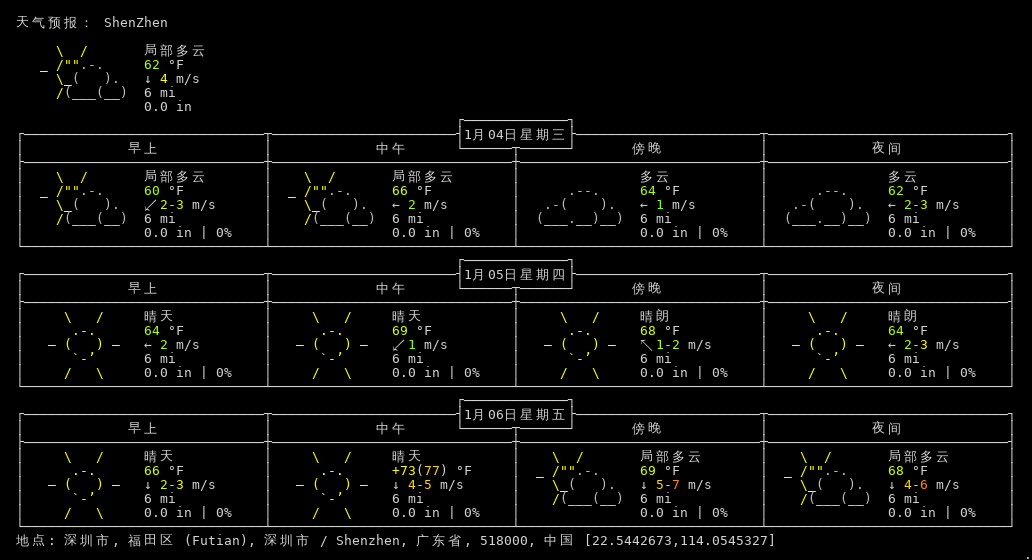 天气预报： ShenZhen
局部多云
62 °F
↓ 4 m/s
6 mi
0.0 in
1月04日星期三
早上 中午 傍晚 夜间
局部多云 局部多云 多云 多云
60 °F 66 °F 64 °F 62 °F
↙ 2-3 m/s ← 2 m/s ← 1 m/s ← 2-3 m/s
6 mi 6 mi 6 mi 6 mi
0.0 in | 0% 0.0 in | 0% 0.0 in | 0% 0.0 in | 0%
1月05日星期四
早上 中午 傍晚 夜间
晴天 晴天 晴朗 晴朗
64 °F 69 °F 68 °F 64 °F
← 2 m/s ↙ 1 m/s ↖ 1-2 m/s ← 2-3 m/s
6 mi 6 mi 6 mi 6 mi
0.0 in | 0% 0.0 in | 0% 0.0 in | 0% 0.0 in | 0%
1月06日星期五
早上 中午 傍晚 夜间
晴天 晴天 局部多云 局部多云
66 °F +73(77) °F 69 °F 68 °F
↓ 2-3 m/s ↓ 4-5 m/s ↓ 5-7 m/s ↓ 4-6 m/s
6 mi 6 mi 6 mi 6 mi
0.0 in | 0% 0.0 in | 0% 0.0 in | 0% 0.0 in | 0%
地点: 深圳市, 福田区 (Futian), 深圳市 / Shenzhen, 广东省, 518000, 中国 [22.5442673,114.0545327]